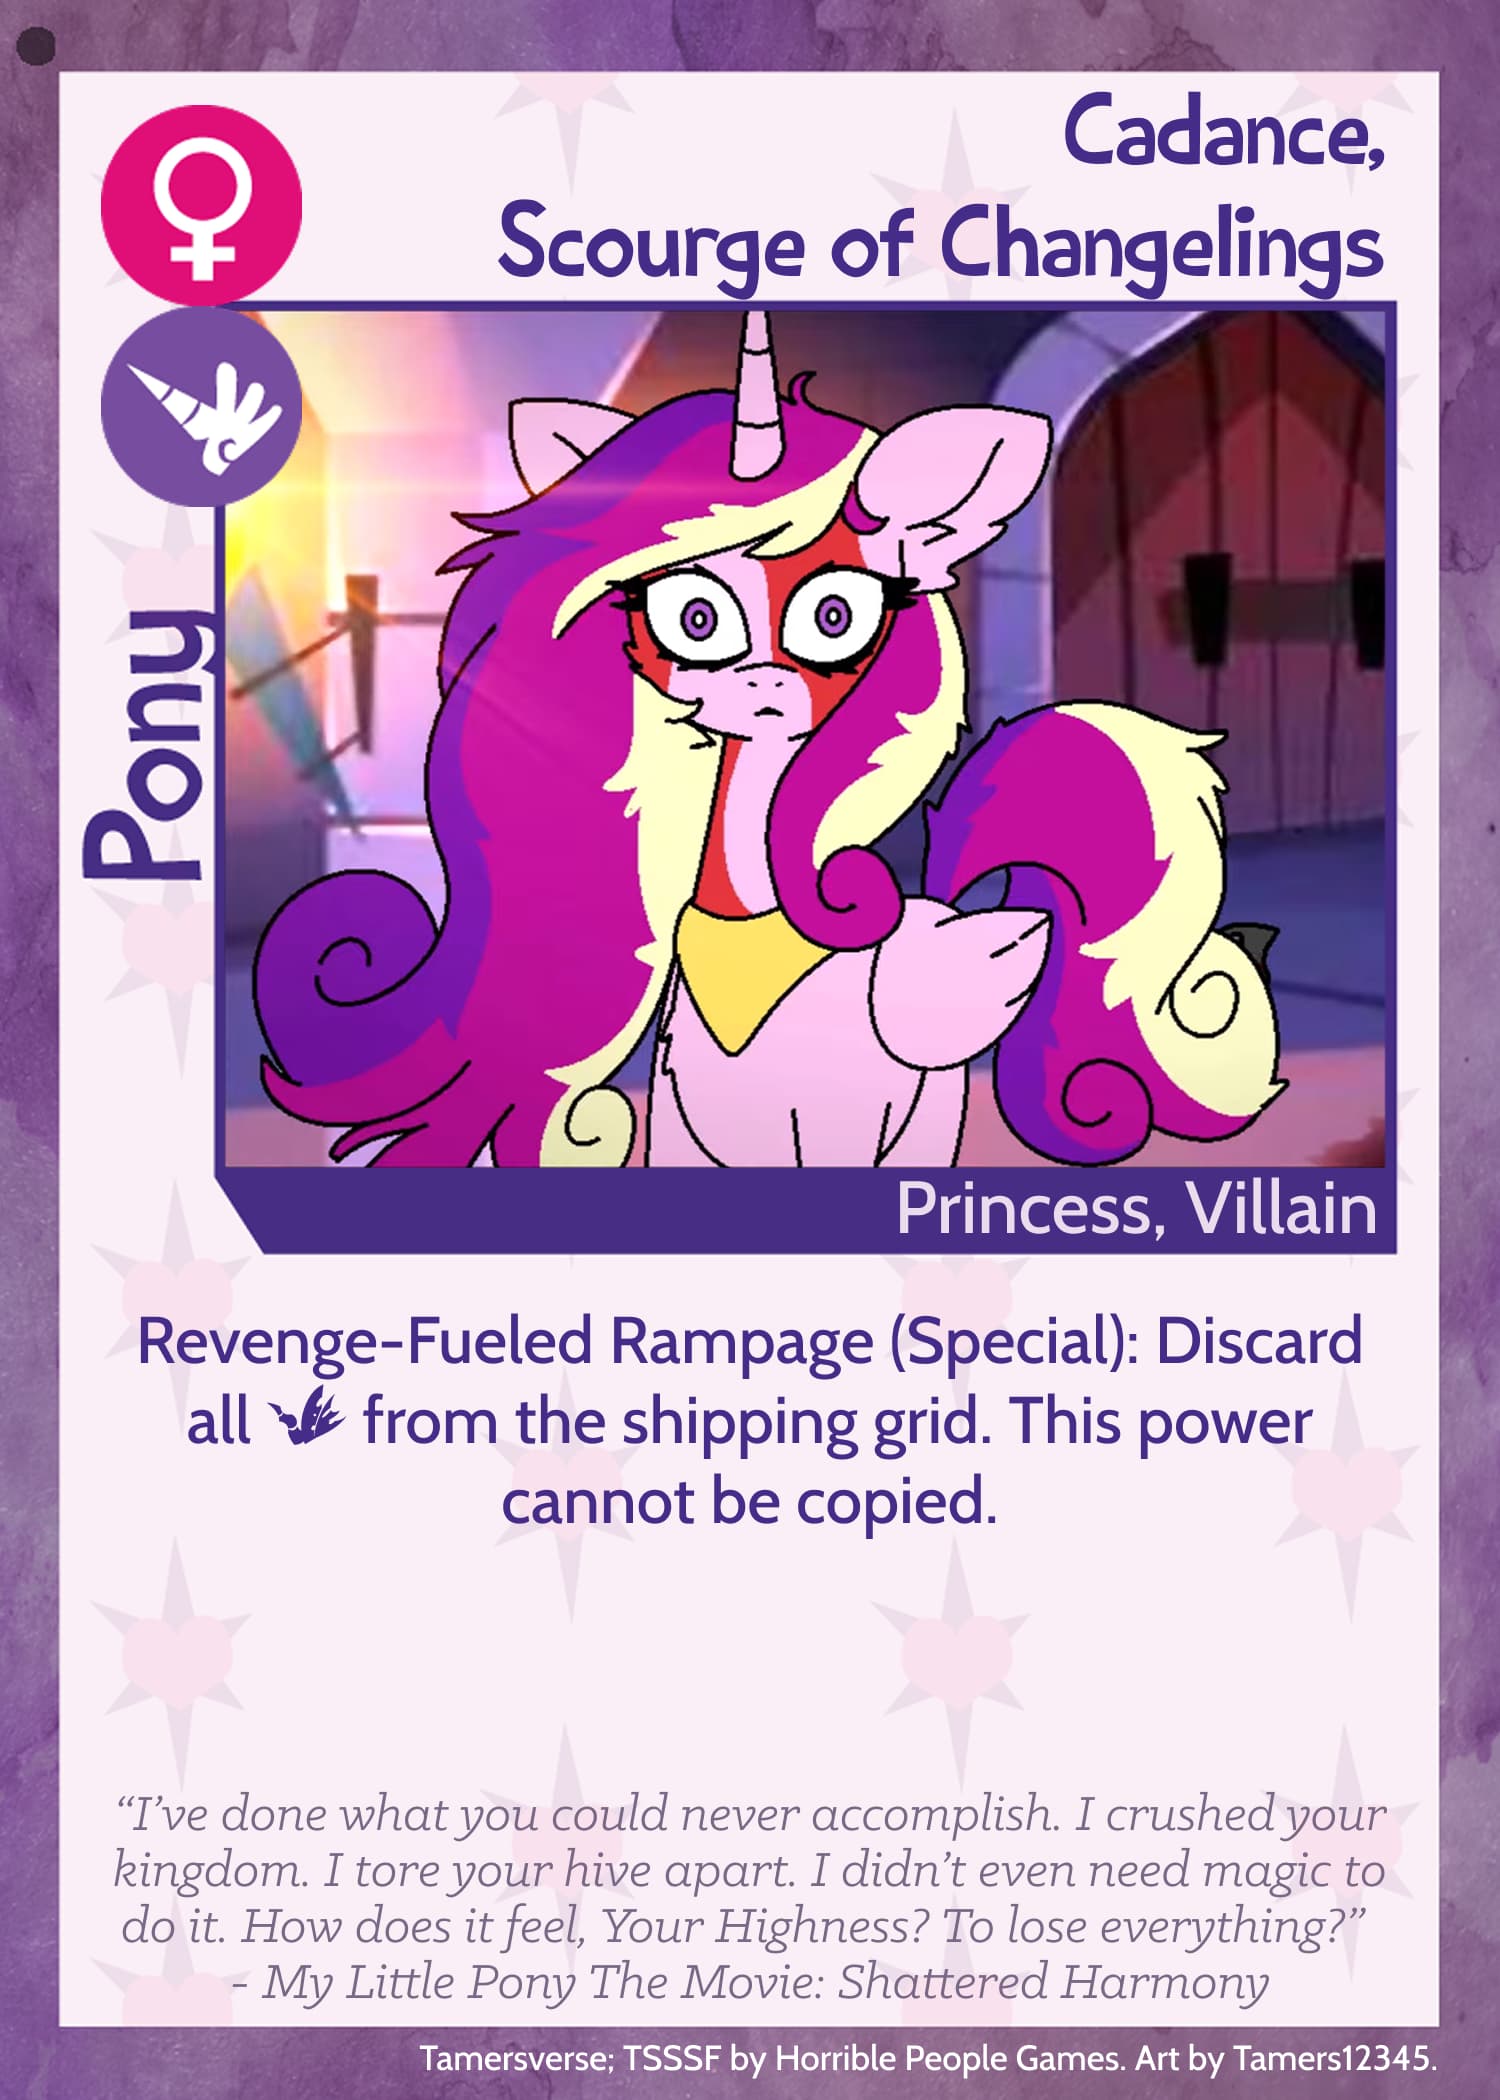 Cadance,
Scourge of Changelings
Pony
Princess, Villain
Revenge-Fueled Rampage (Special): Discard
all from the shipping grid. This power
cannot be copied.
“I’ve done what you could never accomplish. I crushed your
kingdom. I tore your hive apart. I didn’t even need magic to
do it. How does it feel, Your Highness? To lose everything?”
- My Little Pony The Movie: Shattered Harmony
Tamersverse; TSSSF by Horrible People Games. Art by Tamers12345.